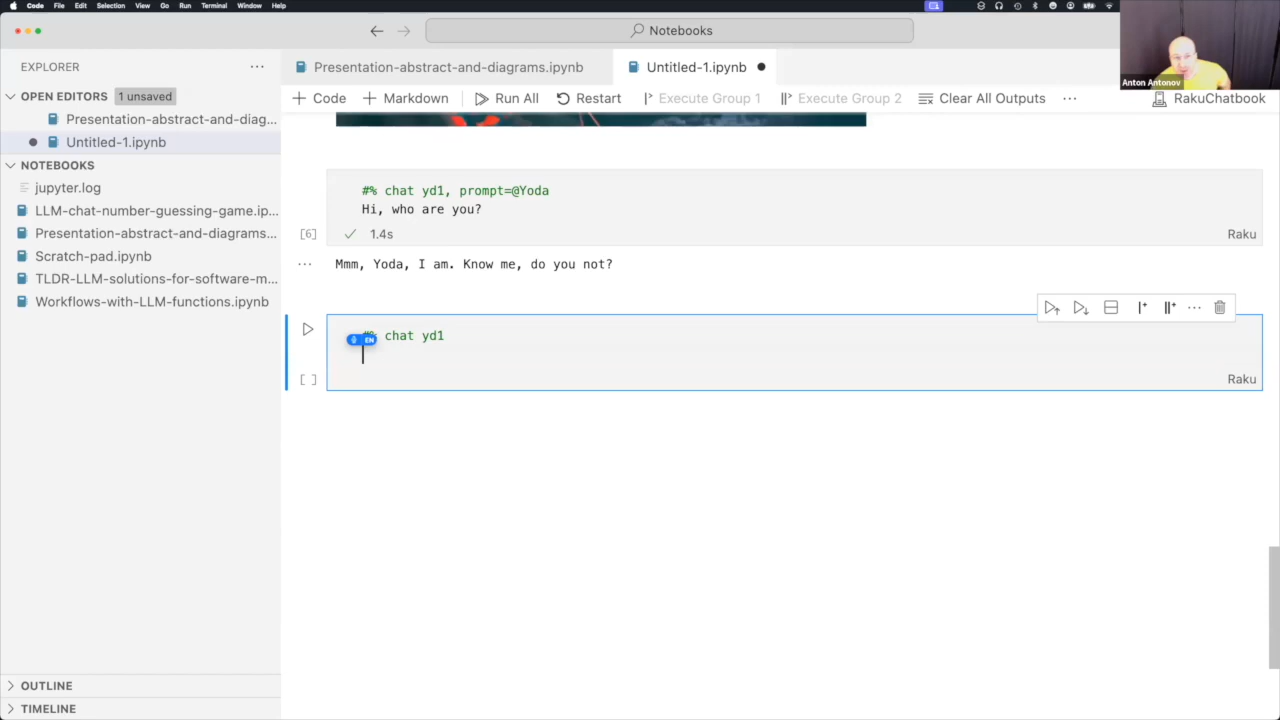 Code File Edit Selection View Go Run Terminal Window Help
Notebooks
Anton Antonov
EXPLORER
OPEN EDITORS 1 unsaved
Presentation-abstract-and-diag...
Untitled-1.ipynb
NOTEBOOKS
jupyter.log
LLM-chat-number-guessing-game.ip...
Presentation-abstract-and-diagrams...
Scratch-pad.ipynb
TLDR-LLM-solutions-for-software-m...
Workflows-with-LLM-functions.ipynb
OUTLINE
TIMELINE
Presentation-abstract-and-diagrams.ipynb
Untitled-1.ipynb
Code Markdown Run All Restart Execute Group 1 Execute Group 2 Clear All Outputs ... RakuChatbook
#% chat yd1, prompt=@Yoda
Hi, who are you?
[6] 1.4s Raku
... Mmm, Yoda, I am. Know me, do you not?
#% chat yd1
EN
[ ] Raku